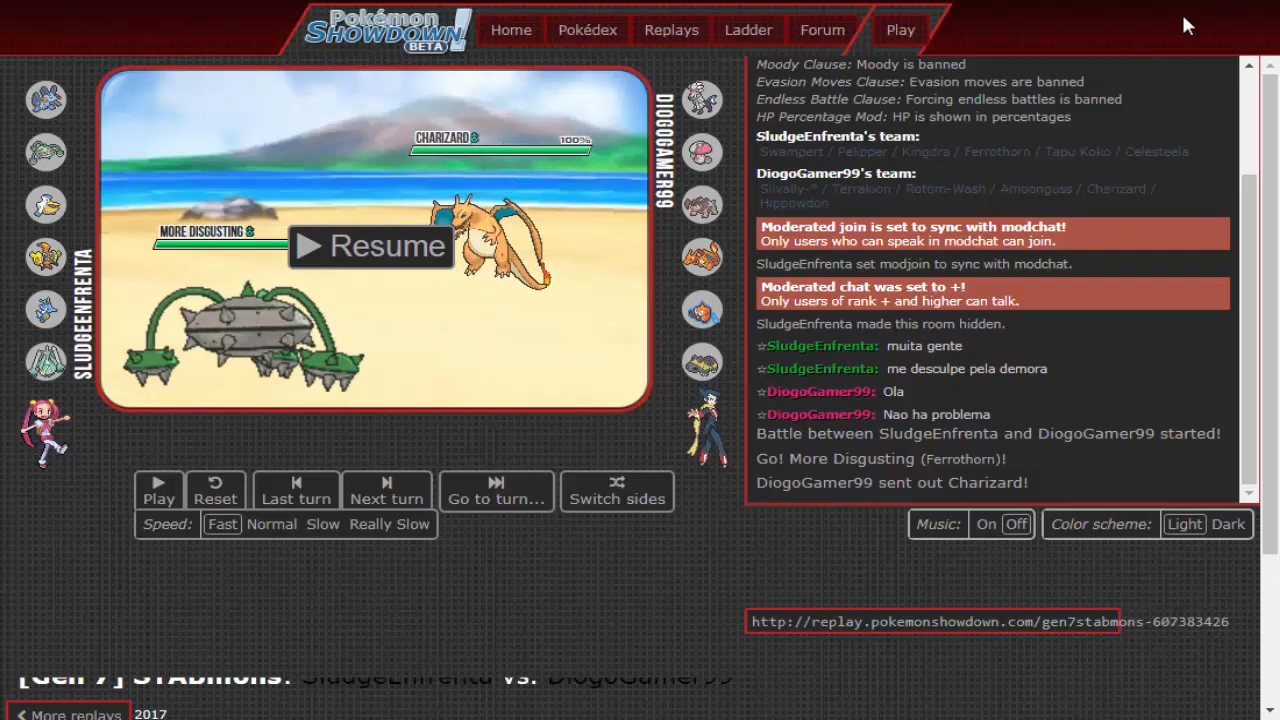 Pokémon
Showdown!
BETA
Home
Pokédex
Replays
Ladder
Forum
Play
CHARIZARD
100%
MORE DISGUSTING
Resume
SLUDGEENFRENTA
DIOGOGAMER99
Moody Clause: Moody is banned
Evasion Moves Clause: Evasion moves are banned
Endless Battle Clause: Forcing endless battles is banned
HP Percentage Mod: HP is shown in percentages
SludgeEnfrenta's team:
Swampert / Pelipper / Kingdra / Ferrothorn / Tapu Koko / Celesteela
DiogoGamer99's team:
Silvally-* / Terrakion / Rotom-Wash / Amoonguss / Charizard /
Hippowdon
Moderated join is set to sync with modchat!
Only users who can speak in modchat can join.
SludgeEnfrenta set modjoin to sync with modchat.
Moderated chat was set to +!
Only users of rank + and higher can talk.
SludgeEnfrenta made this room hidden.
☆SludgeEnfrenta: muita gente
☆SludgeEnfrenta: me desculpe pela demora
☆DiogoGamer99: Ola
☆DiogoGamer99: Nao ha problema
Battle between SludgeEnfrenta and DiogoGamer99 started!
Go! More Disgusting (Ferrothorn)!
DiogoGamer99 sent out Charizard!
Play
Reset
Last turn
Next turn
Go to turn...
Switch sides
Speed: Fast Normal Slow Really Slow
Music: On Off
Color scheme: Light Dark
http://replay.pokemonshowdown.com/gen7stabmons-607383426
[Gen 7] STABmons: SludgeEnfrenta vs. DiogoGamer99
More replays
2017